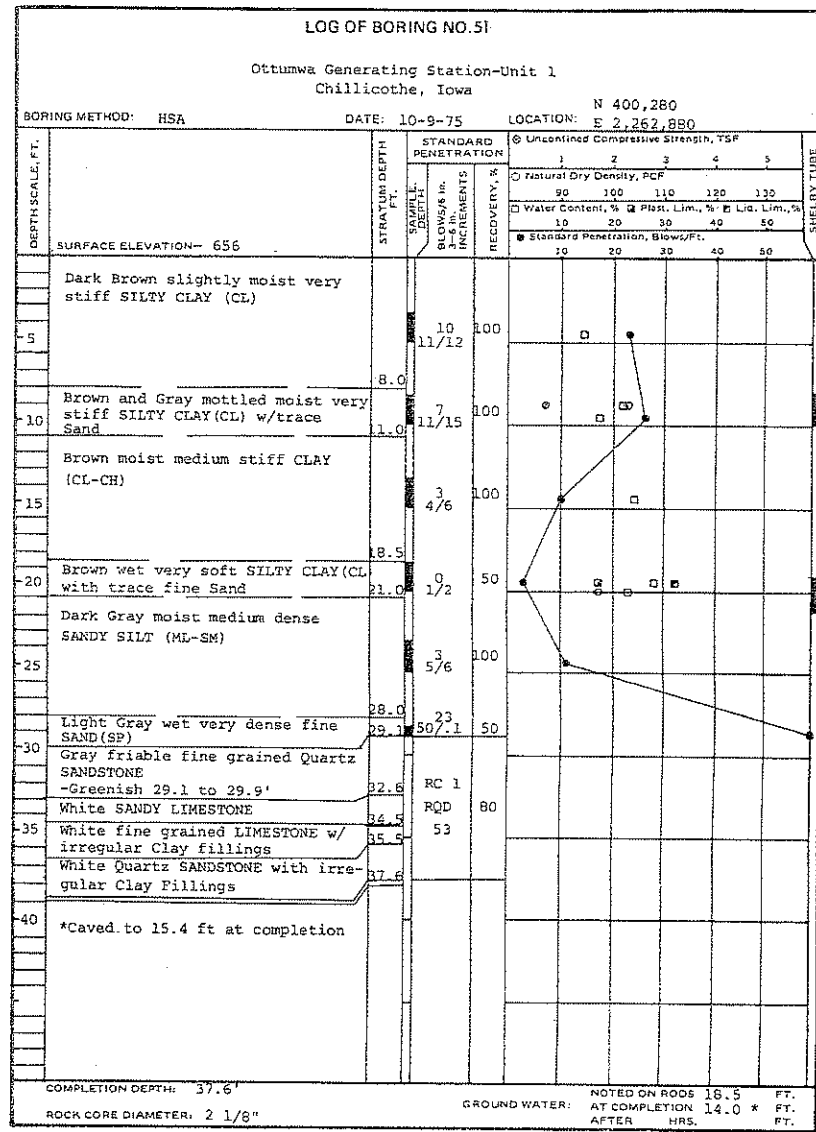 LOG OF BORING NO.51
Ottumwa Generating Station-Unit 1
Chillicothe, Iowa
BORING METHOD: HSA
DATE: 10-9-75
LOCATION: N 400,280
E 2,262,880
DEPTH SCALE, FT.
SURFACE ELEVATION— 656
STRATUM DEPTH FT.
STANDARD PENETRATION
SAMPLE DEPTH
BLOWS/6 in.
3-6 in. INCREMENTS
RECOVERY, %
Unconfined Compressive Strength, TSF
1 2 3 4 5
Natural Dry Density, PCF
90 100 110 120 130
Water Content, % Plast. Lim., % Liq. Lim., %
10 20 30 40 50
Standard Penetration, Blows/Ft.
10 20 30 40 50
SHELBY TUBE
Dark Brown slightly moist very
stiff SILTY CLAY (CL)
5
10
11/12
100
8.0
Brown and Gray mottled moist very
stiff SILTY CLAY(CL) w/trace
Sand
10
11.0
7
11/15
100
Brown moist medium stiff CLAY
(CL-CH)
15
3
4/6
100
18.5
Brown wet very soft SILTY CLAY(CL
with trace fine Sand
20
21.0
0
1/2
50
Dark Gray moist medium dense
SANDY SILT (ML-SM)
25
3
5/6
100
28.0
Light Gray wet very dense fine
SAND(SP)
29.1
23
50/.1
50
30
Gray friable fine grained Quartz
SANDSTONE
-Greenish 29.1 to 29.9'
32.6
RC 1
RQD
53
80
White SANDY LIMESTONE
34.5
35
White fine grained LIMESTONE w/
irregular Clay fillings
35.5
White Quartz SANDSTONE with irre-
gular Clay Fillings
37.6
40
*Caved to 15.4 ft at completion
COMPLETION DEPTH: 37.6'
ROCK CORE DIAMETER: 2 1/8"
GROUND WATER: NOTED ON RODS 18.5 FT.
AT COMPLETION 14.0 * FT.
AFTER HRS. FT.